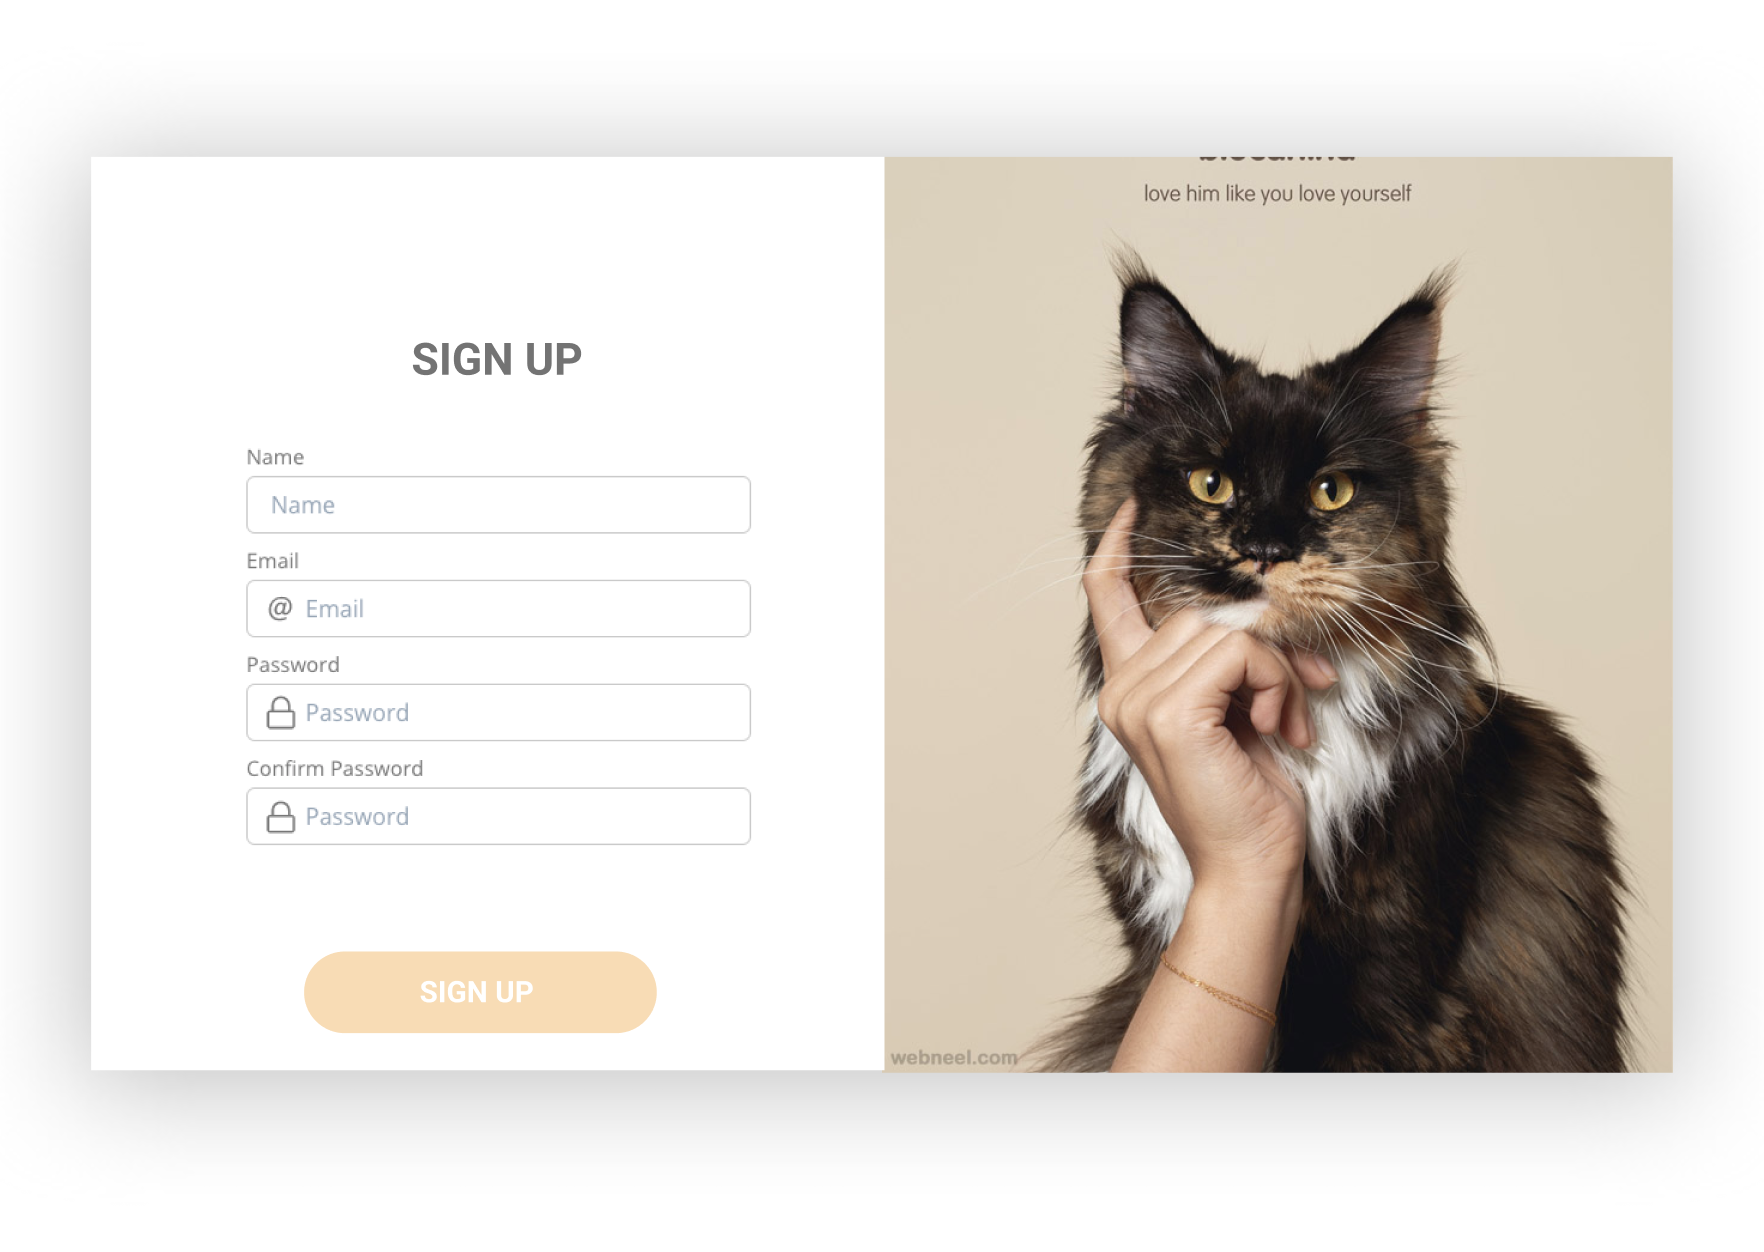 SIGN UP
Name
Name
Email
@ Email
Password
Password
Confirm Password
Password
SIGN UP
love him like you love yourself
webneel.com